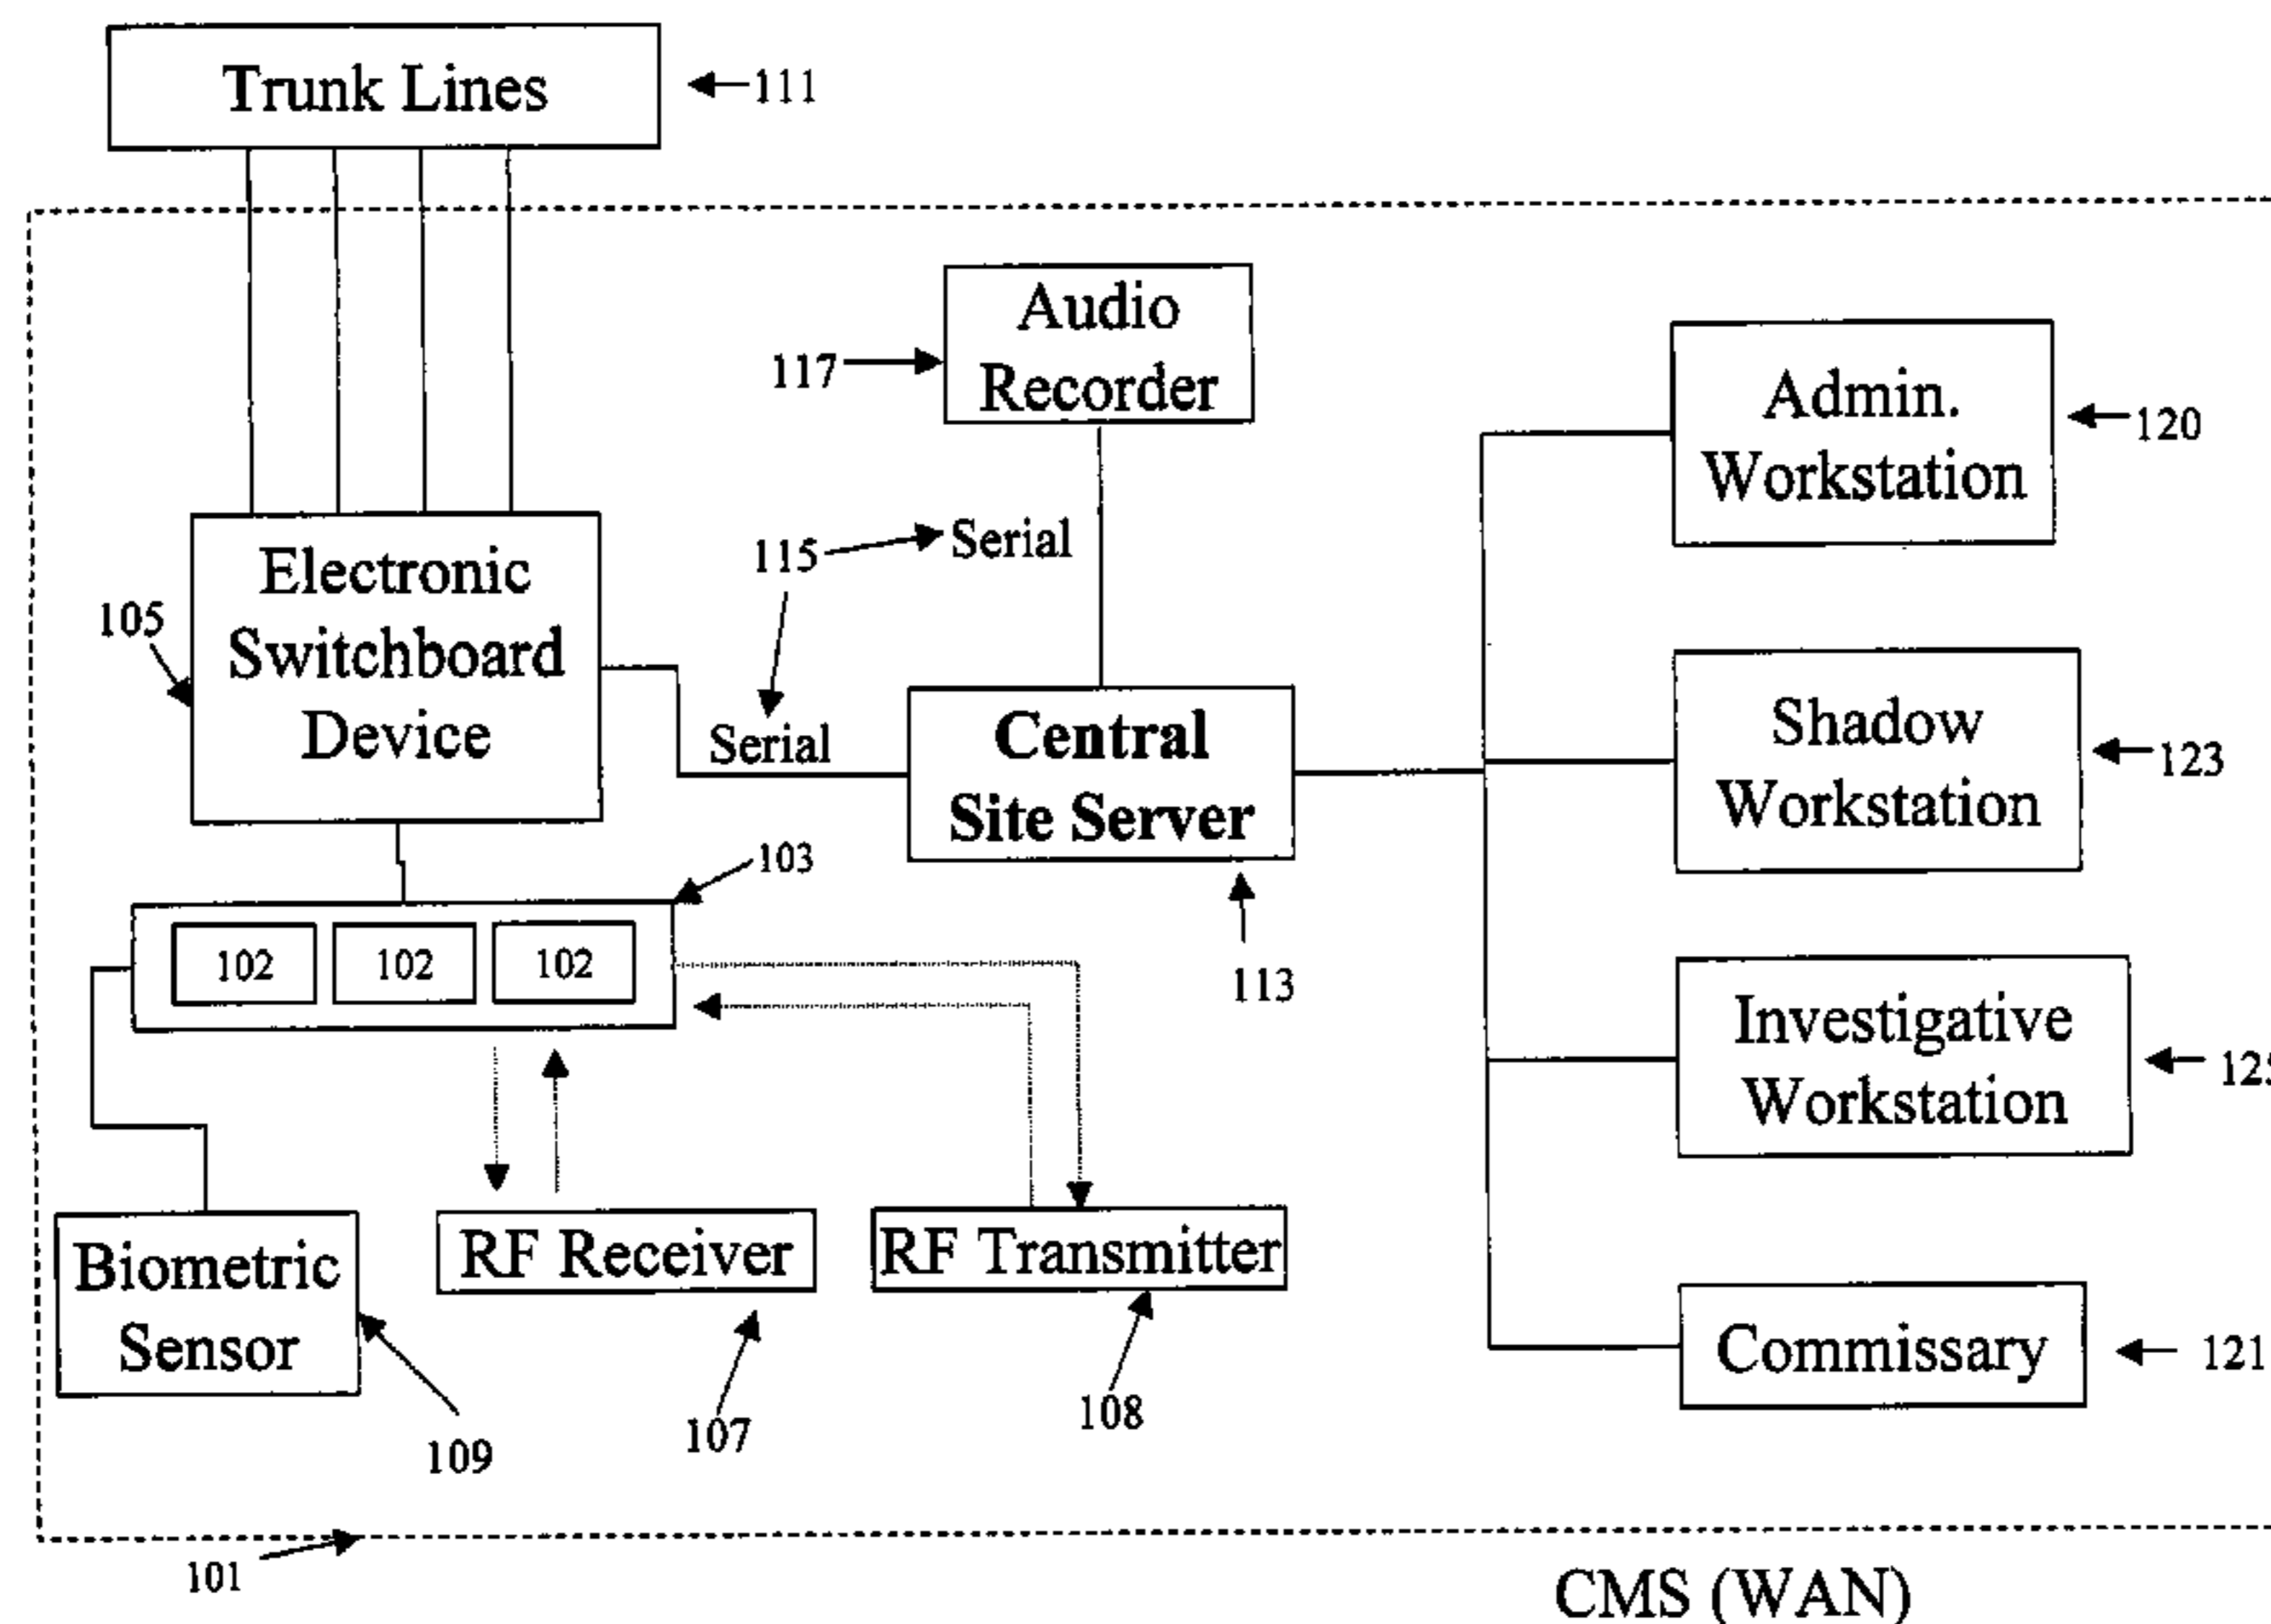 Trunk Lines
111
Audio
Recorder
117
Admin.
Workstation
120
Serial
115
Electronic
Switchboard
Device
105
Serial
Central
Site Server
113
Shadow
Workstation
123
103
102 102 102
Investigative
Workstation
125
Biometric
Sensor
109
RF Receiver
107
RF Transmitter
108
Commissary
121
101
CMS (WAN)